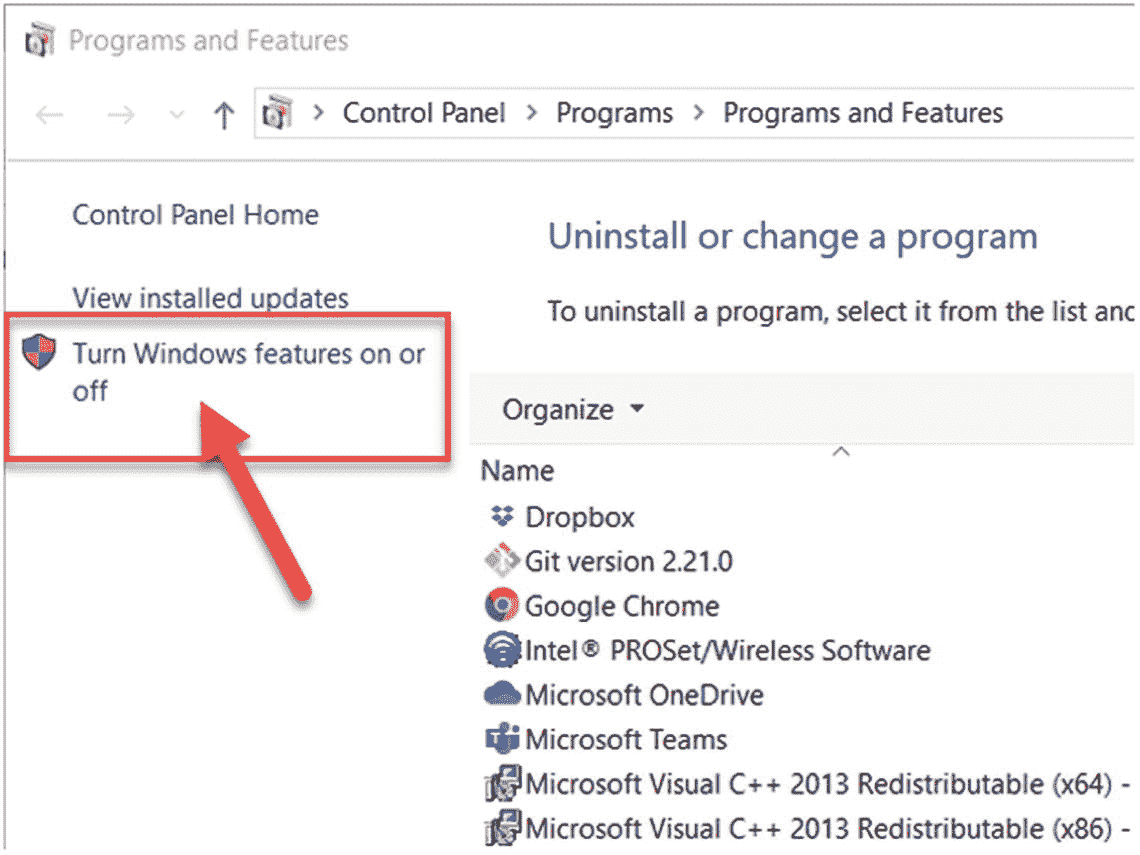 Programs and Features
Control Panel > Programs > Programs and Features
Control Panel Home
View installed updates
Turn Windows features on or
off
Uninstall or change a program
To uninstall a program, select it from the list and
Organize
Name
Dropbox
Git version 2.21.0
Google Chrome
Intel® PROSet/Wireless Software
Microsoft OneDrive
Microsoft Teams
Microsoft Visual C++ 2013 Redistributable (x64) -
Microsoft Visual C++ 2013 Redistributable (x86) -